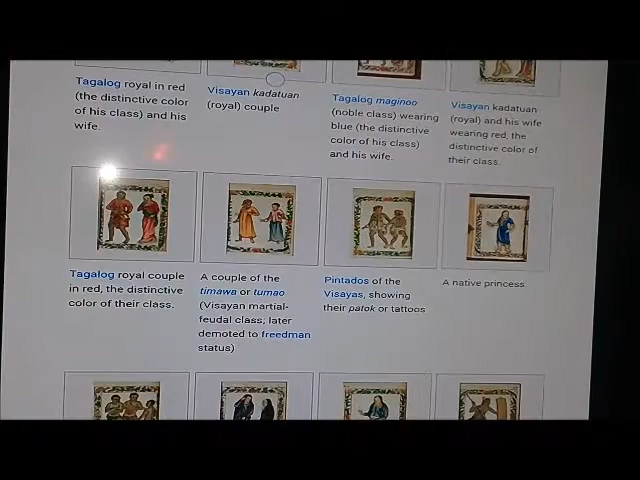 Tagalog royal in red
(the distinctive color
of his class) and his
wife.
Visayan kadatuan
(royal) couple
Tagalog maginoo
(noble class) wearing
blue (the distinctive
color of his class)
and his wife.
Visayan kadatuan
(royal) and his wife
wearing red, the
distinctive color of
their class.
Tagalog royal couple
in red, the distinctive
color of their class.
A couple of the
timawa or tumao
(Visayan martial-
feudal class; later
demoted to freedman
status)
Pintados of the
Visayas, showing
their patok or tattoos
A native princess.